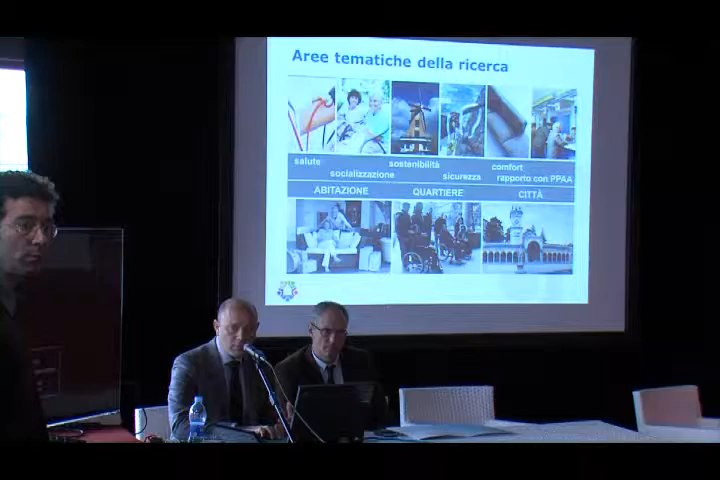 Aree tematiche della ricerca
salute sostenibilità comfort
socializzazione sicurezza rapporto con PPAA
ABITAZIONE QUARTIERE CITTÀ